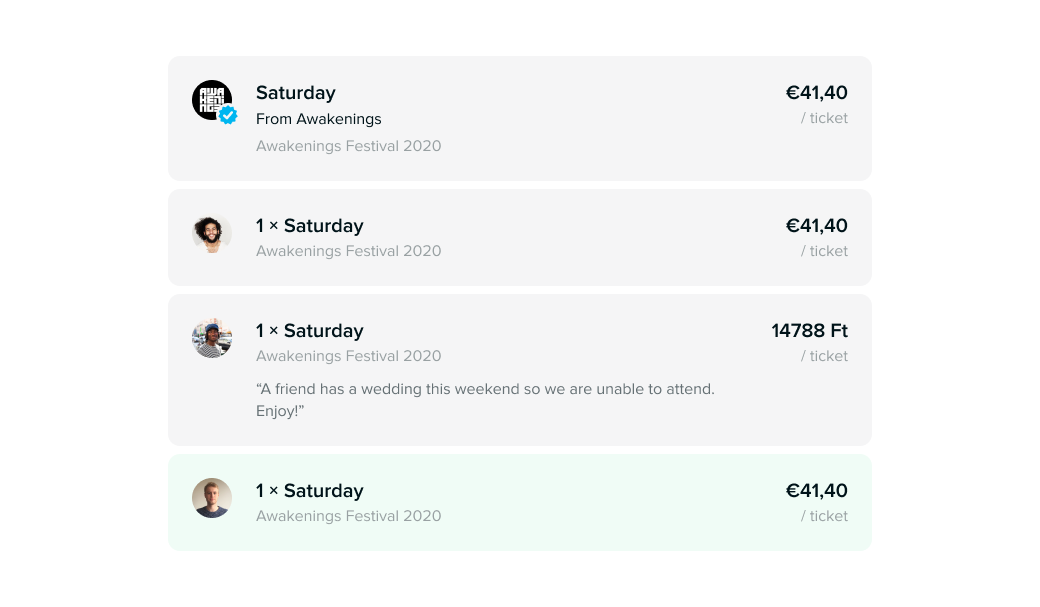 AWA
KENI
NGS
Saturday
€41,40
From Awakenings
/ ticket
Awakenings Festival 2020
1 × Saturday
€41,40
Awakenings Festival 2020
/ ticket
1 × Saturday
14788 Ft
Awakenings Festival 2020
/ ticket
“A friend has a wedding this weekend so we are unable to attend.
Enjoy!”
1 × Saturday
€41,40
Awakenings Festival 2020
/ ticket